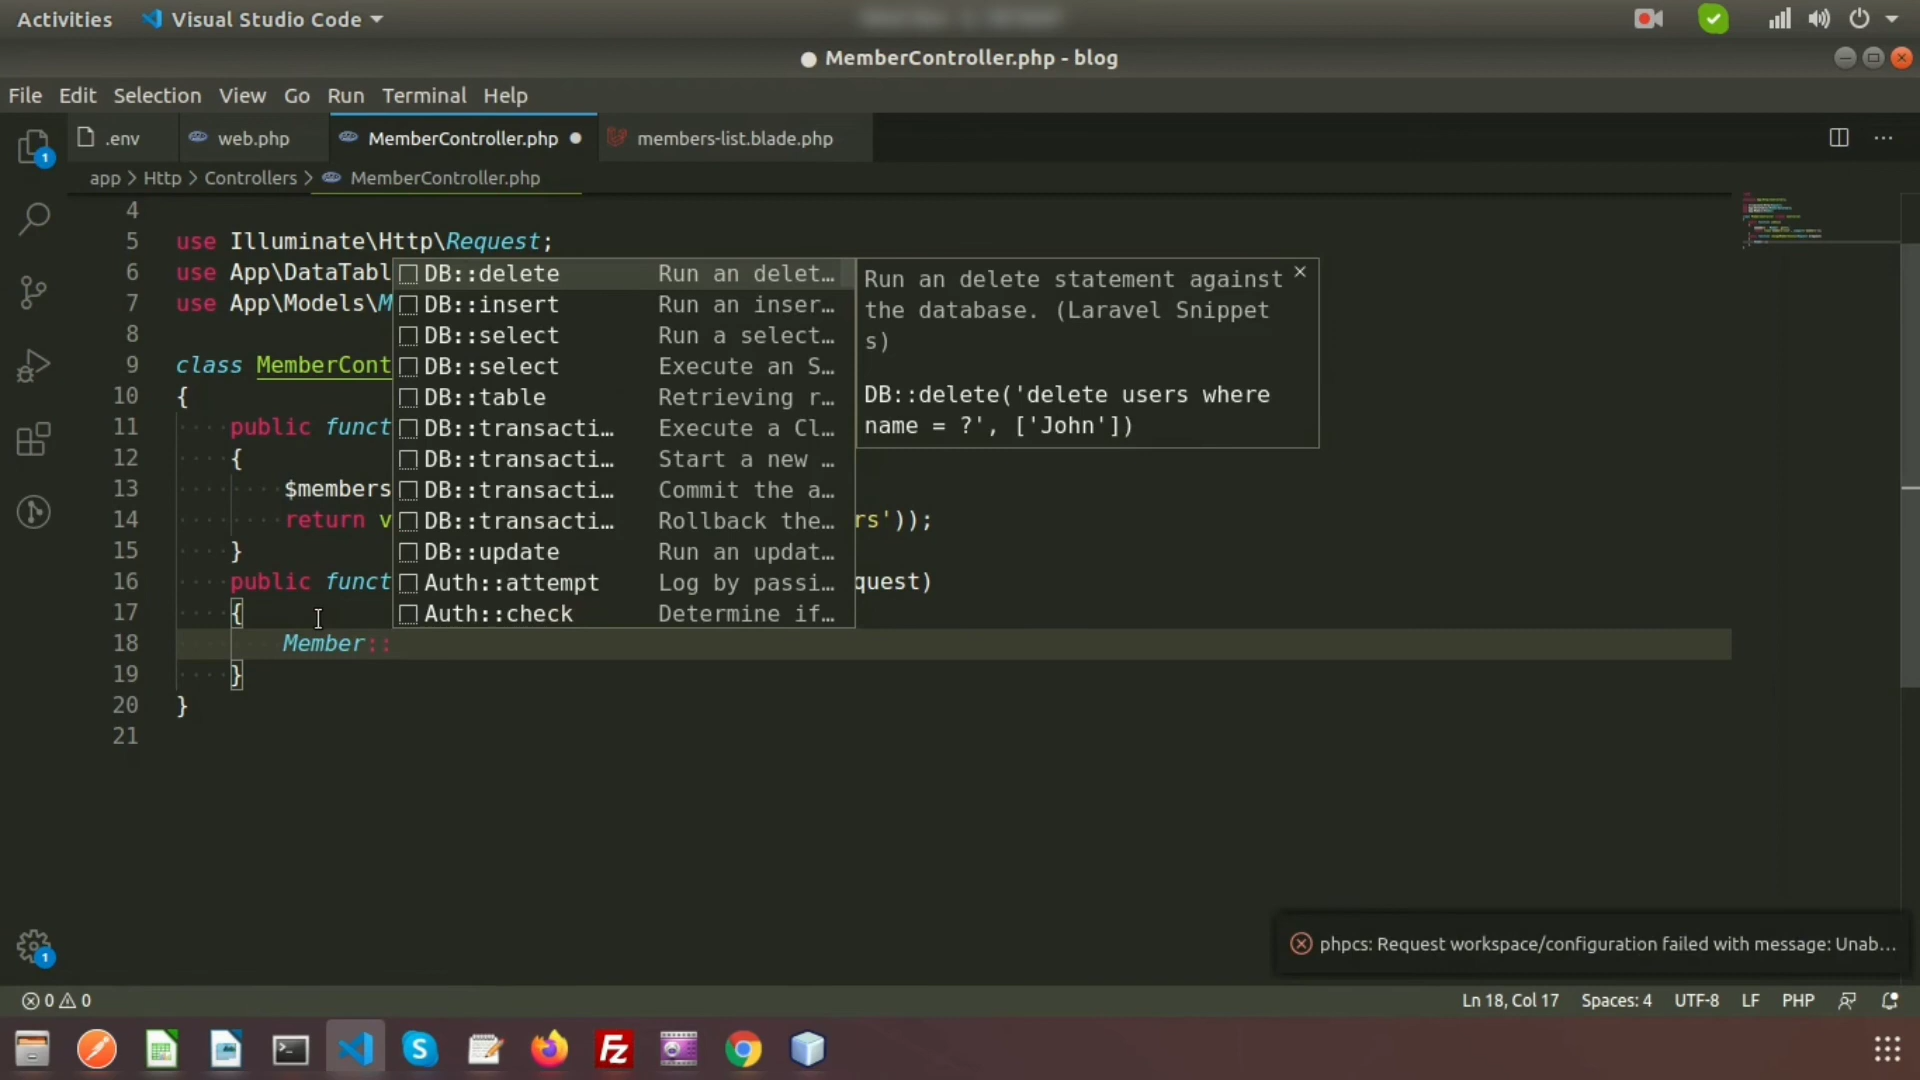 Activities Visual Studio Code
MemberController.php - blog
File Edit Selection View Go Run Terminal Help
.env web.php MemberController.php members-list.blade.php
app > Http > Controllers > MemberController.php
4
5 use Illuminate\Http\Request;
6 use App\DataTabl
7 use App\Models\M
8
9 class MemberCont
10 {
11 public funct
12 {
13 $members
14 return v rs'));
15 }
16 public funct quest)
17 {
18 Member::
19 }
20 }
21
DB::delete Run an delet…
DB::insert Run an inser…
DB::select Run a select…
DB::select Execute an S…
DB::table Retrieving r…
DB::transacti… Execute a Cl…
DB::transacti… Start a new …
DB::transacti… Commit the a…
DB::transacti… Rollback the…
DB::update Run an updat…
Auth::attempt Log by passi…
Auth::check Determine if…
Run an delete statement against
the database. (Laravel Snippet
s)
DB::delete('delete users where
name = ?', ['John'])
1
1
phpcs: Request workspace/configuration failed with message: Unab...
0 0 Ln 18, Col 17 Spaces: 4 UTF-8 LF PHP
S
Fz